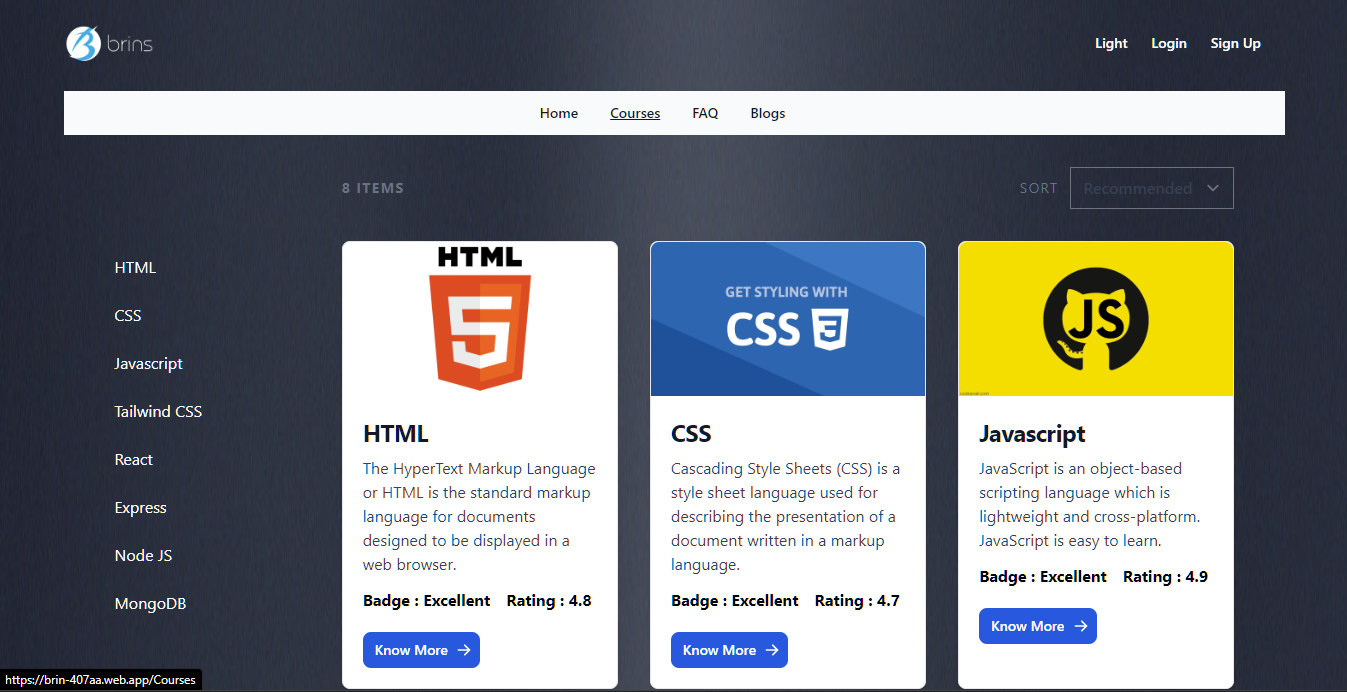 brins
Light Login Sign Up
Home Courses FAQ Blogs
8 ITEMS
SORT Recommended
HTML
CSS
Javascript
Tailwind CSS
React
Express
Node JS
MongoDB
HTML
HTML
The HyperText Markup Language
or HTML is the standard markup
language for documents
designed to be displayed in a
web browser.
Badge : Excellent Rating : 4.8
Know More
GET STYLING WITH
CSS
CSS
Cascading Style Sheets (CSS) is a
style sheet language used for
describing the presentation of a
document written in a markup
language.
Badge : Excellent Rating : 4.7
Know More
JS
Javascript
JavaScript is an object-based
scripting language which is
lightweight and cross-platform.
JavaScript is easy to learn.
Badge : Excellent Rating : 4.9
Know More
https://brin-407aa.web.app/Courses